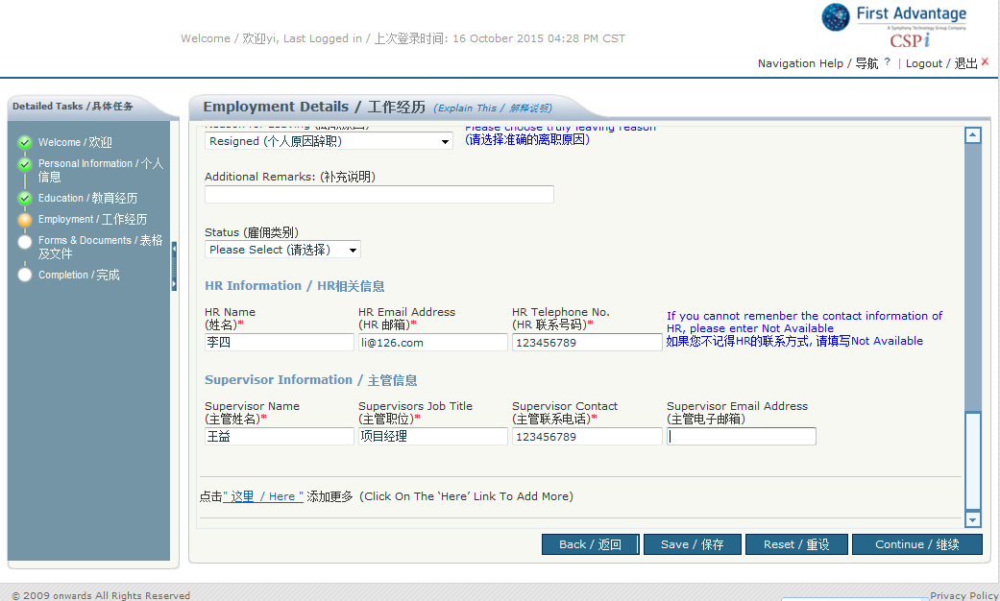 First Advantage
A Symphony Technology Group Company
CSPi
Welcome / 欢迎yi, Last Logged in / 上次登录时间: 16 October 2015 04:28 PM CST
Navigation Help / 导航 ? | Logout / 退出 X
Detailed Tasks /具体任务
Welcome / 欢迎
Personal Information / 个人
信息
Education / 教育经历
Employment / 工作经历
Forms & Documents / 表格
及文件
Completion / 完成
Employment Details / 工作经历 (Explain This / 解释说明)
Reason for Leaving (离职原因) Please choose truly leaving reason
Resigned (个人原因辞职) (请选择准确的离职原因)
Additional Remarks: (补充说明)
Status (雇佣类别)
Please Select (请选择)
HR Information / HR相关信息
HR Name HR Email Address HR Telephone No.
(姓名)* (HR 邮箱)* (HR 联系号码)*
李四 li@126.com 123456789
If you cannot remenber the contact information of
HR, please enter Not Available
如果您不记得HR的联系方式, 请填写Not Available
Supervisor Information / 主管信息
Supervisor Name Supervisors Job Title Supervisor Contact Supervisor Email Address
(主管姓名)* (主管职位)* (主管联系电话)* (主管电子邮箱)
王益 项目经理 123456789
点击" 这里 / Here " 添加更多 (Click On The ‘Here’ Link To Add More)
Back / 返回 Save / 保存 Reset / 重设 Continue / 继续
© 2009 onwards All Rights Reserved Privacy Policy